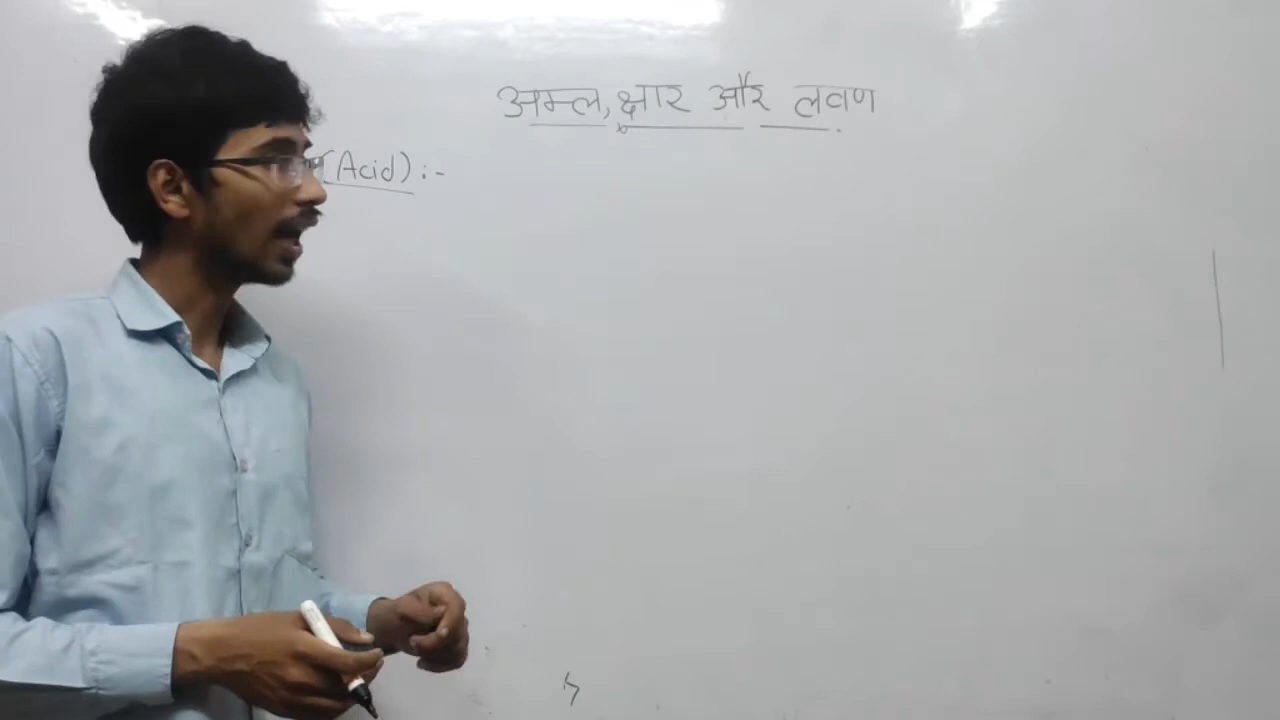 अम्ल, क्षार और लवण
(Acid) :-